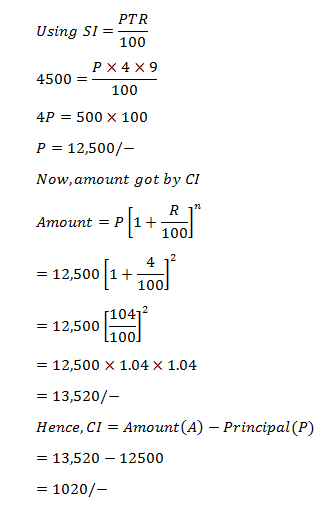 Using SI = PTR/100
4500 = P × 4 × 9/100
4P = 500 × 100
P = 12,500/−
Now, amount got by CI
Amount = P[1 + R/100]ⁿ
= 12,500 [1 + 4/100]²
= 12,500 [104/100]²
= 12,500 × 1.04 × 1.04
= 13,520/−
Hence, CI = Amount(A) − Principal(P)
= 13,520 − 12500
= 1020/−